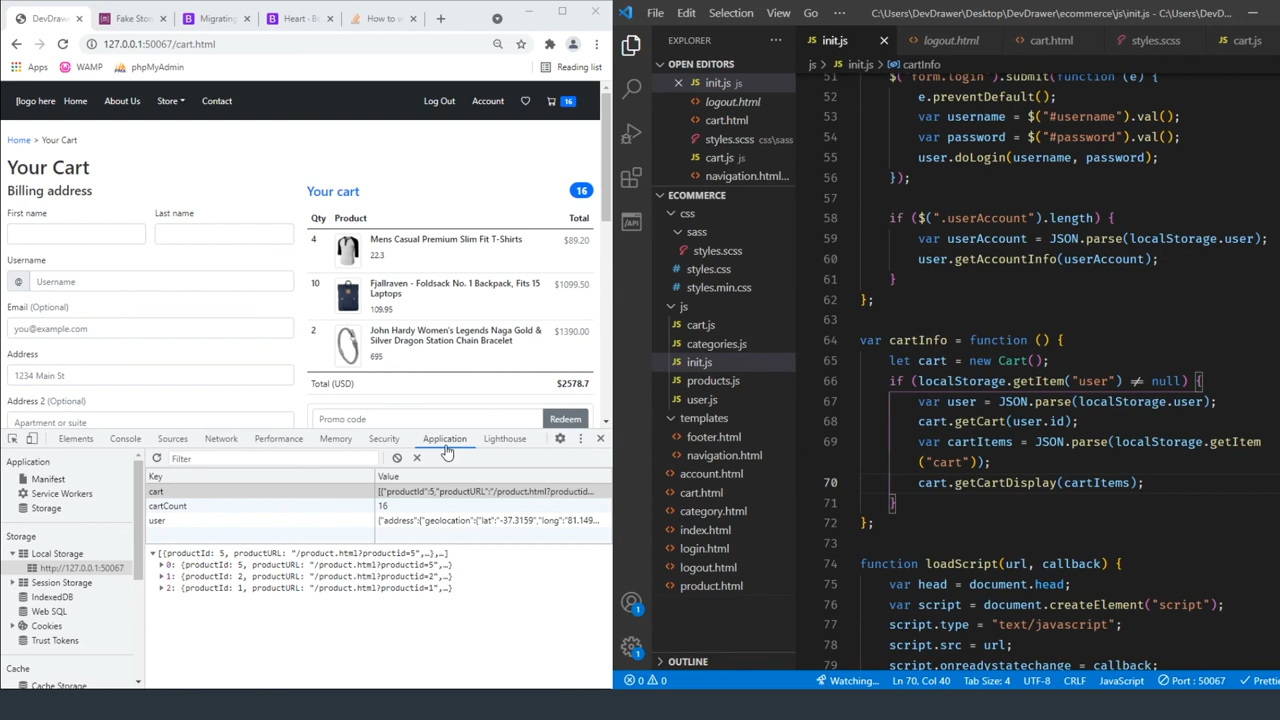 DevDrawer
Fake Stor
Migrating
Heart · Bo
How to w
127.0.0.1:50067/cart.html
Apps
WAMP
phpMyAdmin
Reading list
[logo here
Home
About Us
Store
Contact
Log Out
Account
16
Home > Your Cart
Your Cart
Billing address
First name
Last name
Username
@
Username
Email (Optional)
you@example.com
Address
1234 Main St
Address 2 (Optional)
Apartment or suite
Your cart
16
Qty Product Total
4 Mens Casual Premium Slim Fit T-Shirts $89.20
22.3
10 Fjallraven - Foldsack No. 1 Backpack, Fits 15 $1099.50
Laptops
109.95
2 John Hardy Women's Legends Naga Gold & $1390.00
Silver Dragon Station Chain Bracelet
695
Total (USD) $2578.7
Promo code
Redeem
Elements Console Sources Network Performance Memory Security Application Lighthouse
Application
Manifest
Service Workers
Storage
Storage
Local Storage
http://127.0.0.1:50067
Session Storage
IndexedDB
Web SQL
Cookies
Trust Tokens
Cache
Cache Storage
Filter
Key Value
cart [{"productId":5,"productURL":"/product.html?productid...
cartCount 16
user {"address":{"geolocation":{"lat":"-37.3159","long":"81.149...
[{productId: 5, productURL: "/product.html?productid=5",…},…]
0: {productId: 5, productURL: "/product.html?productid=5",…}
1: {productId: 2, productURL: "/product.html?productid=2",…}
2: {productId: 1, productURL: "/product.html?productid=1",…}
File Edit Selection View Go ··· C:\Users\DevDrawer\Desktop\DevDrawer\ecommerce\js\init.js - D...
EXPLORER
OPEN EDITORS
init.js js
logout.html
cart.html
styles.scss css\sass
cart.js js
navigation.html...
ECOMMERCE
css
sass
styles.scss
styles.css
styles.min.css
js
cart.js
categories.js
init.js
products.js
user.js
templates
footer.html
navigation.html
account.html
cart.html
category.html
index.html
login.html
logout.html
product.html
OUTLINE
init.js
logout.html
cart.html
styles.scss
cart.js
js > init.js > cartInfo
51 $("form.login").submit(function (e) {
52 e.preventDefault();
53 var username = $("#username").val();
54 var password = $("#password").val();
55 user.doLogin(username, password);
56 });
57
58 if ($(".userAccount").length) {
59 var userAccount = JSON.parse(localStorage.user);
60 user.getAccountInfo(userAccount);
61 }
62 };
63
64 var cartInfo = function () {
65 let cart = new Cart();
66 if (localStorage.getItem("user") != null) {
67 var user = JSON.parse(localStorage.user);
68 cart.getCart(user.id);
69 var cartItems = JSON.parse(localStorage.getItem
("cart"));
70 cart.getCartDisplay(cartItems);
71 }
72 };
73
74 function loadScript(url, callback) {
75 var head = document.head;
76 var script = document.createElement("script");
77 script.type = "text/javascript";
78 script.src = url;
79 script.onreadystatechange = callback;
1
1
0 0
Watching... Ln 70, Col 40 Tab Size: 4 UTF-8 CRLF JavaScript Port : 50067 Prettie